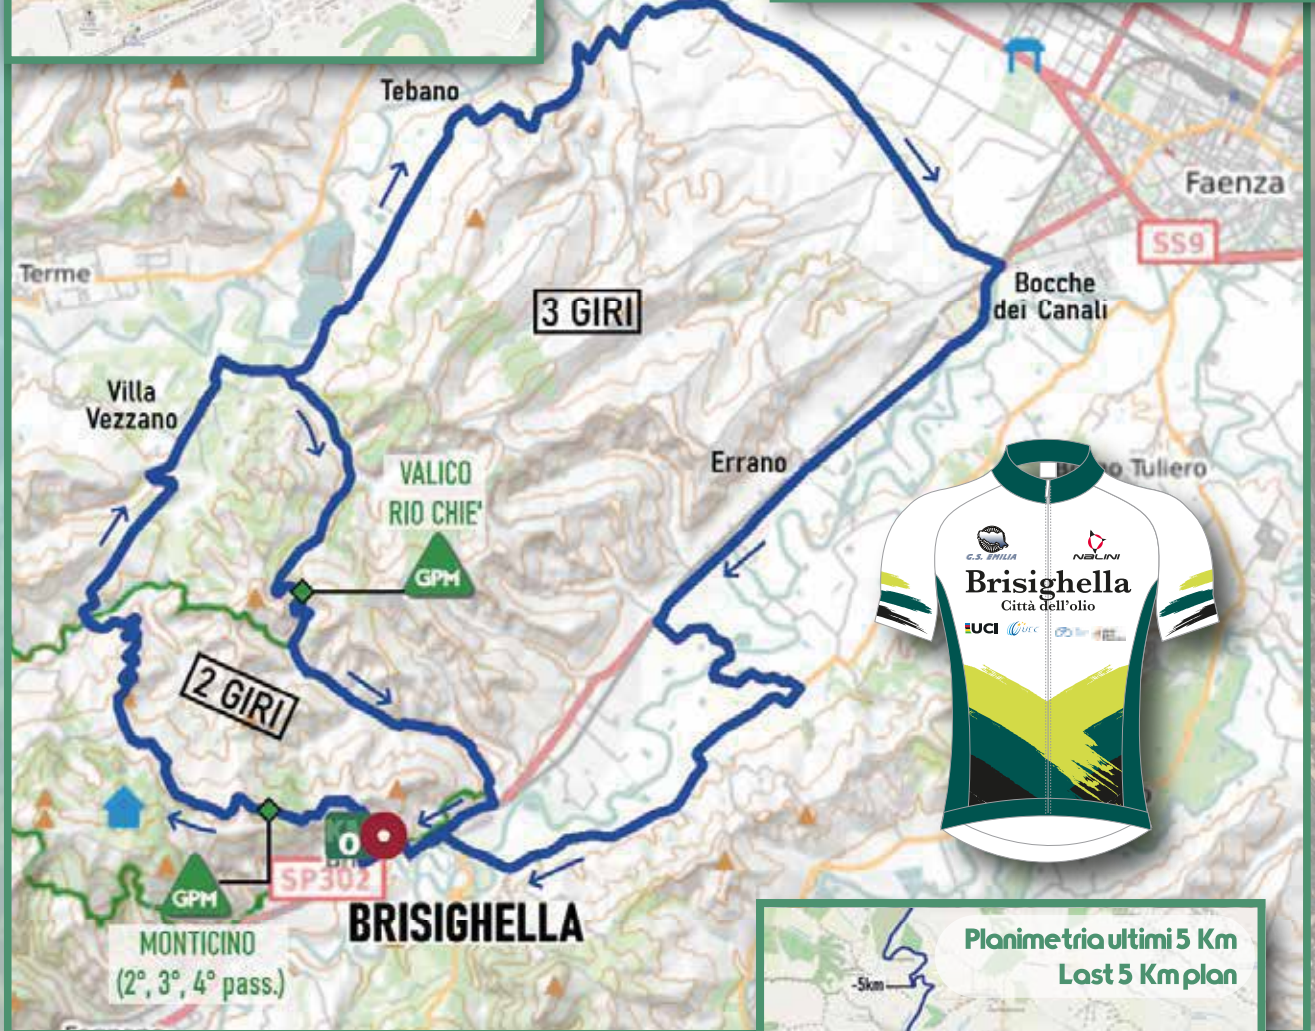 Tebano
Faenza
SS9
Terme
Bocche
dei Canali
3 GIRI
Villa
Vezzano
Errano
Tuliero
VALICO
RIO CHIE'
GPM
G.S. EMILIA
NALINI
Brisighella
Città dell'olio
UCI
2 GIRI
SP302
GPM
BRISIGHELLA
MONTICINO
(2°, 3°, 4° pass.)
Planimetria ultimi 5 Km
Last 5 Km plan
-5km